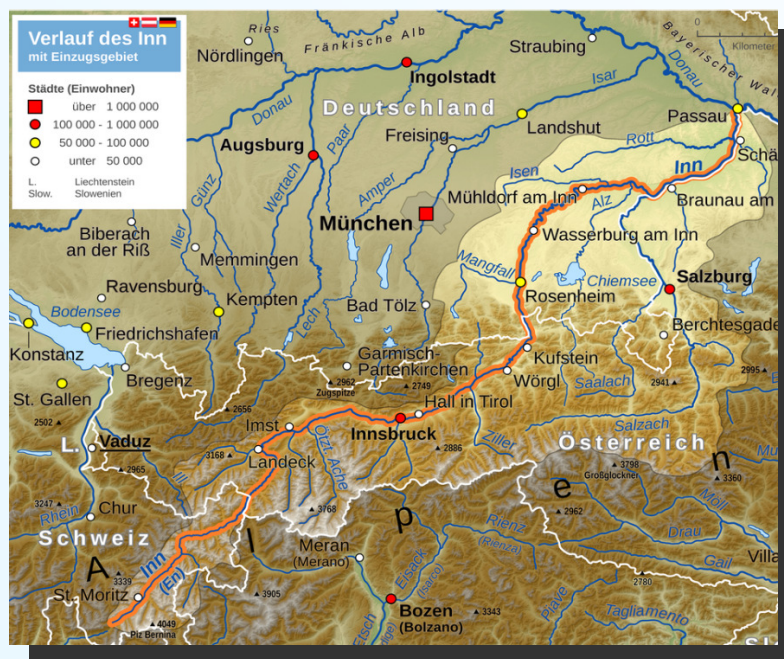 Verlauf des Inn
mit Einzugsgebiet
Städte (Einwohner)
über 1 000 000
100 000 - 1 000 000
50 000 - 100 000
unter 50 000
L. Liechtenstein
Slow. Slowenien
Ries
Fränkische Alb
Nördlingen
Straubing
0
Kilometer
Bayerischer Wal
Donau
Ingolstadt
Isar
Donau
Deutschland
Passau
Landshut
Freising
Paar
Augsburg
Rott
Schä
Inn
Isen
Wertach
Günz
Amper
Mühldorf am Inn
Alz
Braunau am
München
Iller
Biberach
an der Riß
Wasserburg am Inn
Memmingen
Mangfall
Chiemsee
Salzburg
Ravensburg
Kempten
Rosenheim
Bad Tölz
Bodensee
Lech
Friedrichshafen
Berchtesgade
Konstanz
Garmisch-
Partenkirchen
Kufstein
Bregenz
2962
Zugspitze
2749
Wörgl
Saalach
2941
2995
St. Gallen
2656
Hall in Tirol
2502
Imst
Innsbruck
Salzach
L.
Vaduz
3168
Ötzt. Ache
2886
Ziller
Österreich
Landeck
2965
Ill
3798
Großglockner
n
3360
Mu
3247
Chur
Rhein
3768
p
e
2962
Möll
Schweiz
l
Rienz
(Rienza)
Drau
A
Inn
(En)
Meran
(Merano)
Eisack
(Isarco)
Gail
Villa
3339
St. Moritz
3905
2780
Bozen
(Bolzano)
3343
Piave
Tagliamento
4049
Piz Bernina
Etsch
SL